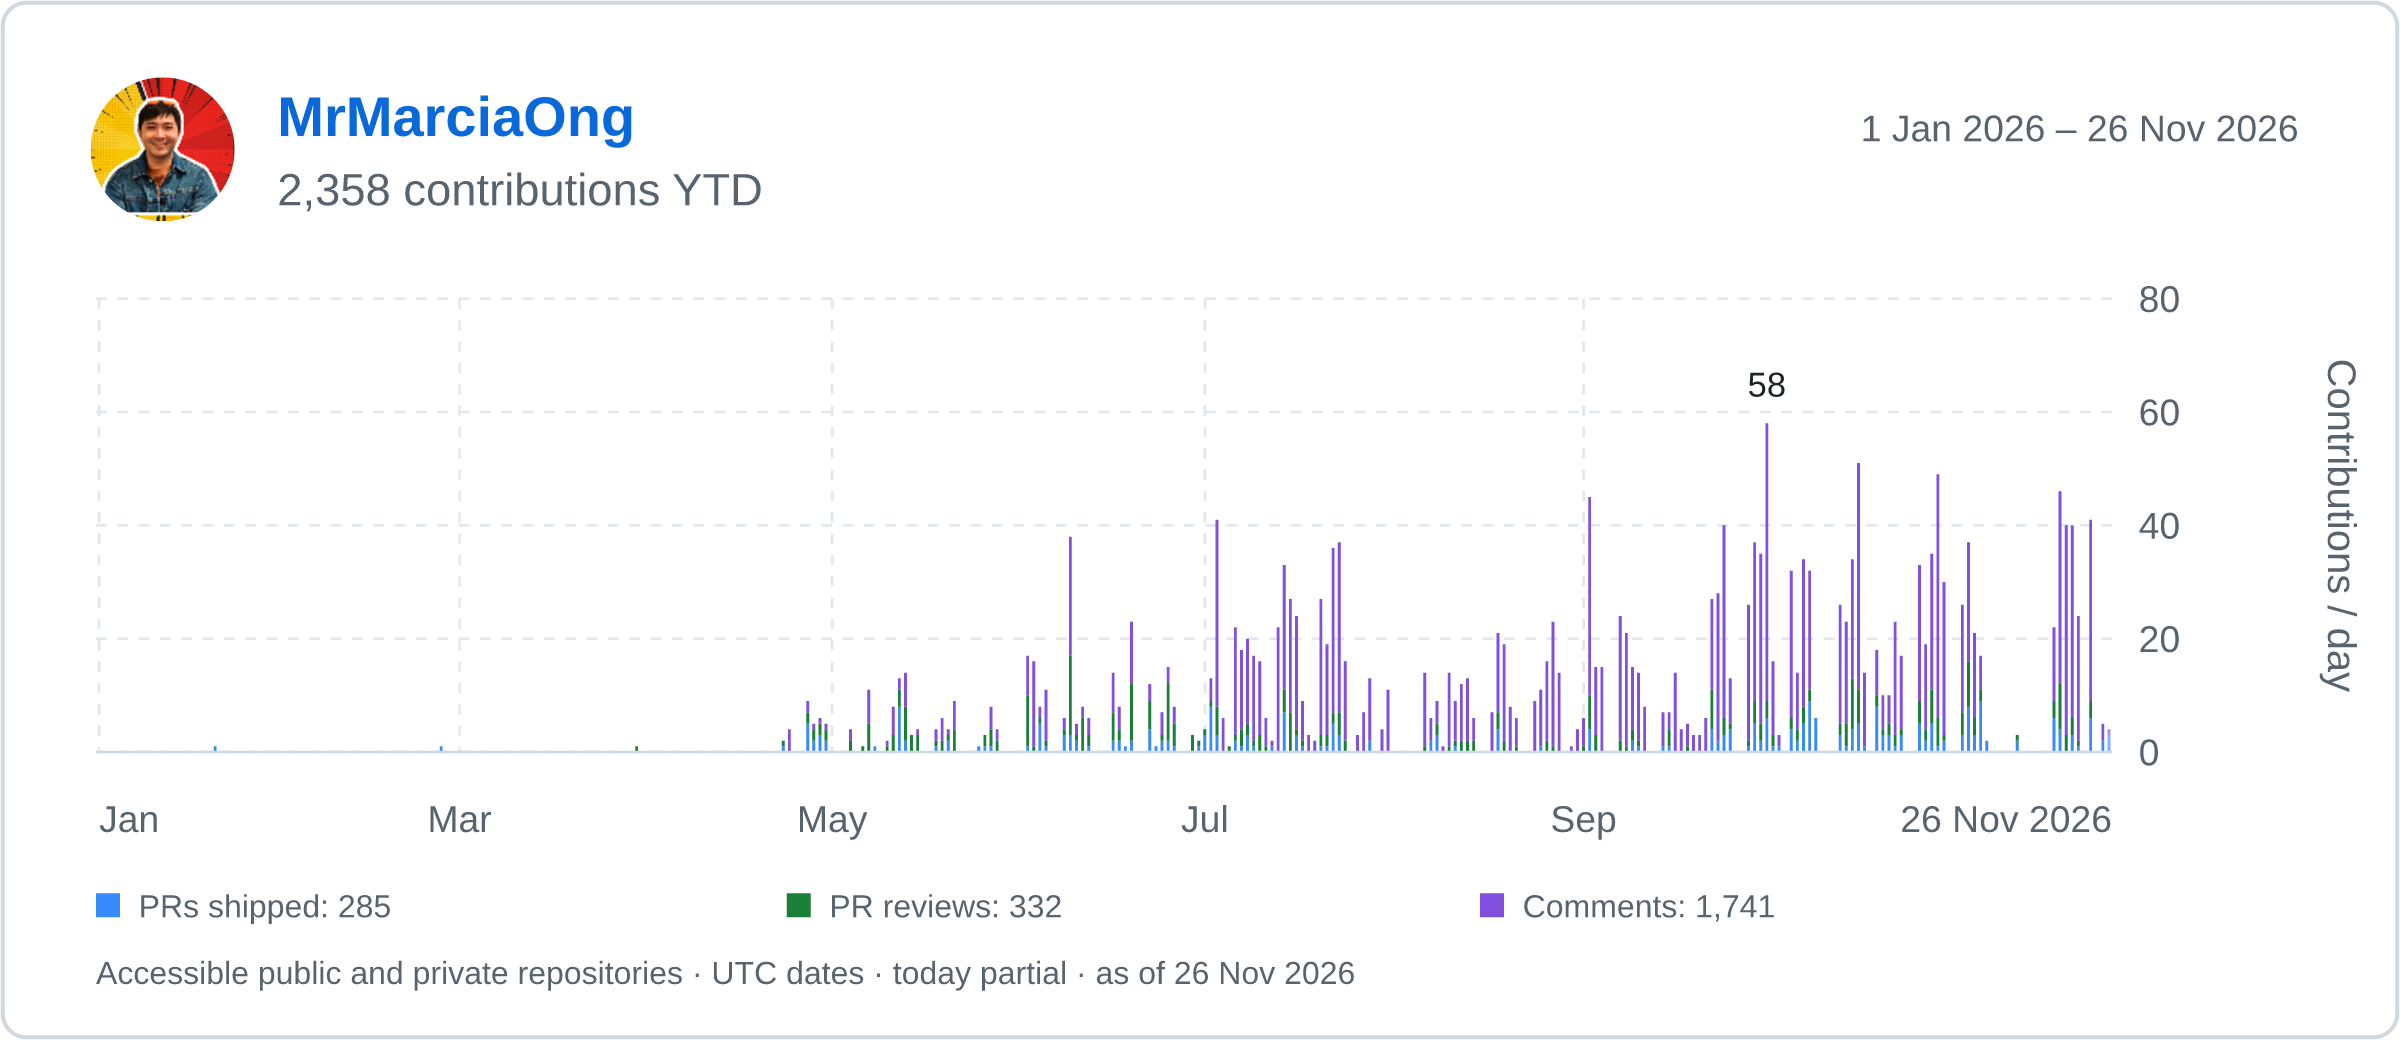 MrMarciaOng
2,358 contributions YTD
1 Jan 2026 – 26 Nov 2026
80
60
40
20
0
58
Contributions / day
Jan
Mar
May
Jul
Sep
26 Nov 2026
PRs shipped: 285
PR reviews: 332
Comments: 1,741
Accessible public and private repositories · UTC dates · today partial · as of 26 Nov 2026